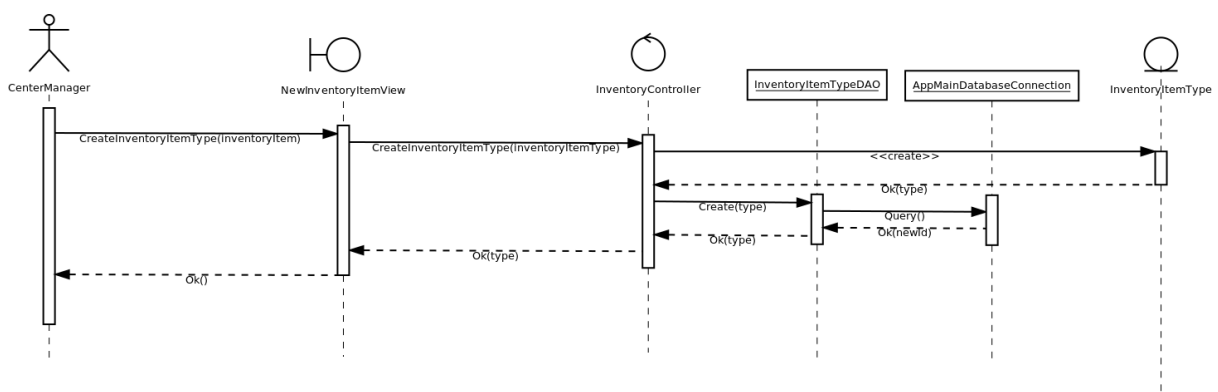 CenterManager
NewInventoryItemView
InventoryController
InventoryItemTypeDAO
AppMainDatabaseConnection
InventoryItemType
CreateInventoryItemType(InventoryItem)
CreateInventoryItemType(InventoryItemType)
<<create>>
Ok(type)
Create(type)
Query()
Ok(newId)
Ok(type)
Ok(type)
Ok()